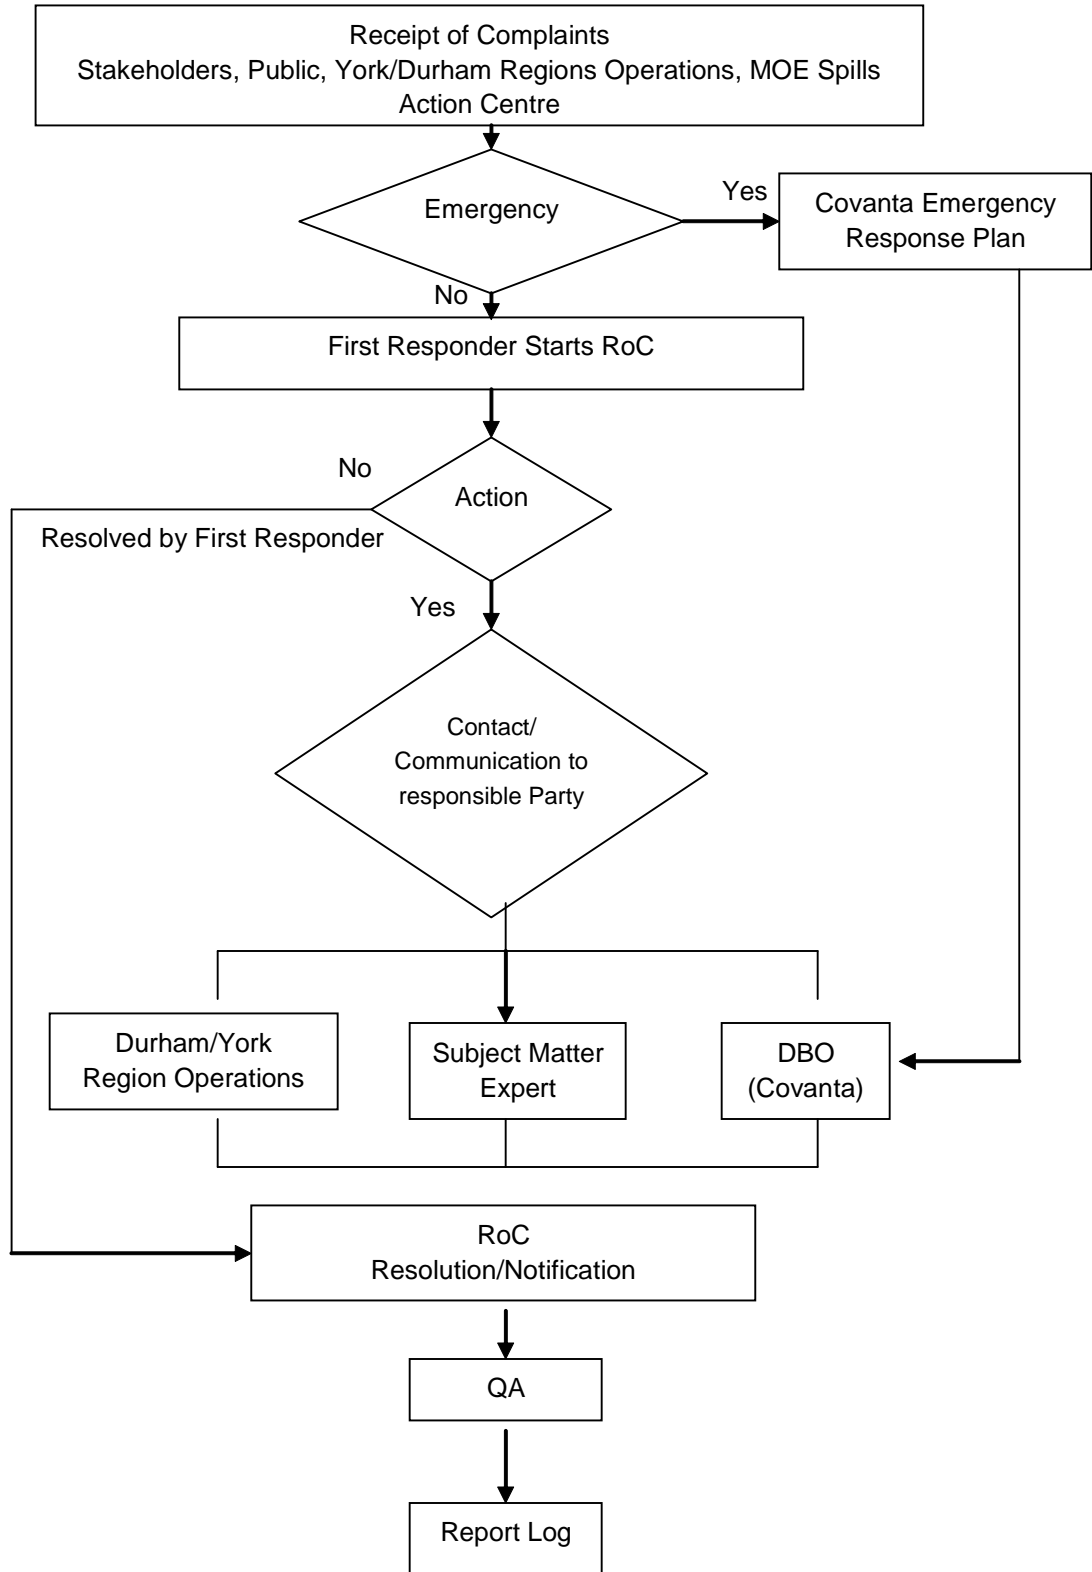 Receipt of Complaints
Stakeholders, Public, York/Durham Regions Operations, MOE Spills
Action Centre
Emergency
Yes
Covanta Emergency
Response Plan
No
First Responder Starts RoC
No
Action
Resolved by First Responder
Yes
Contact/
Communication to
responsible Party
Durham/York
Region Operations
Subject Matter
Expert
DBO
(Covanta)
RoC
Resolution/Notification
QA
Report Log